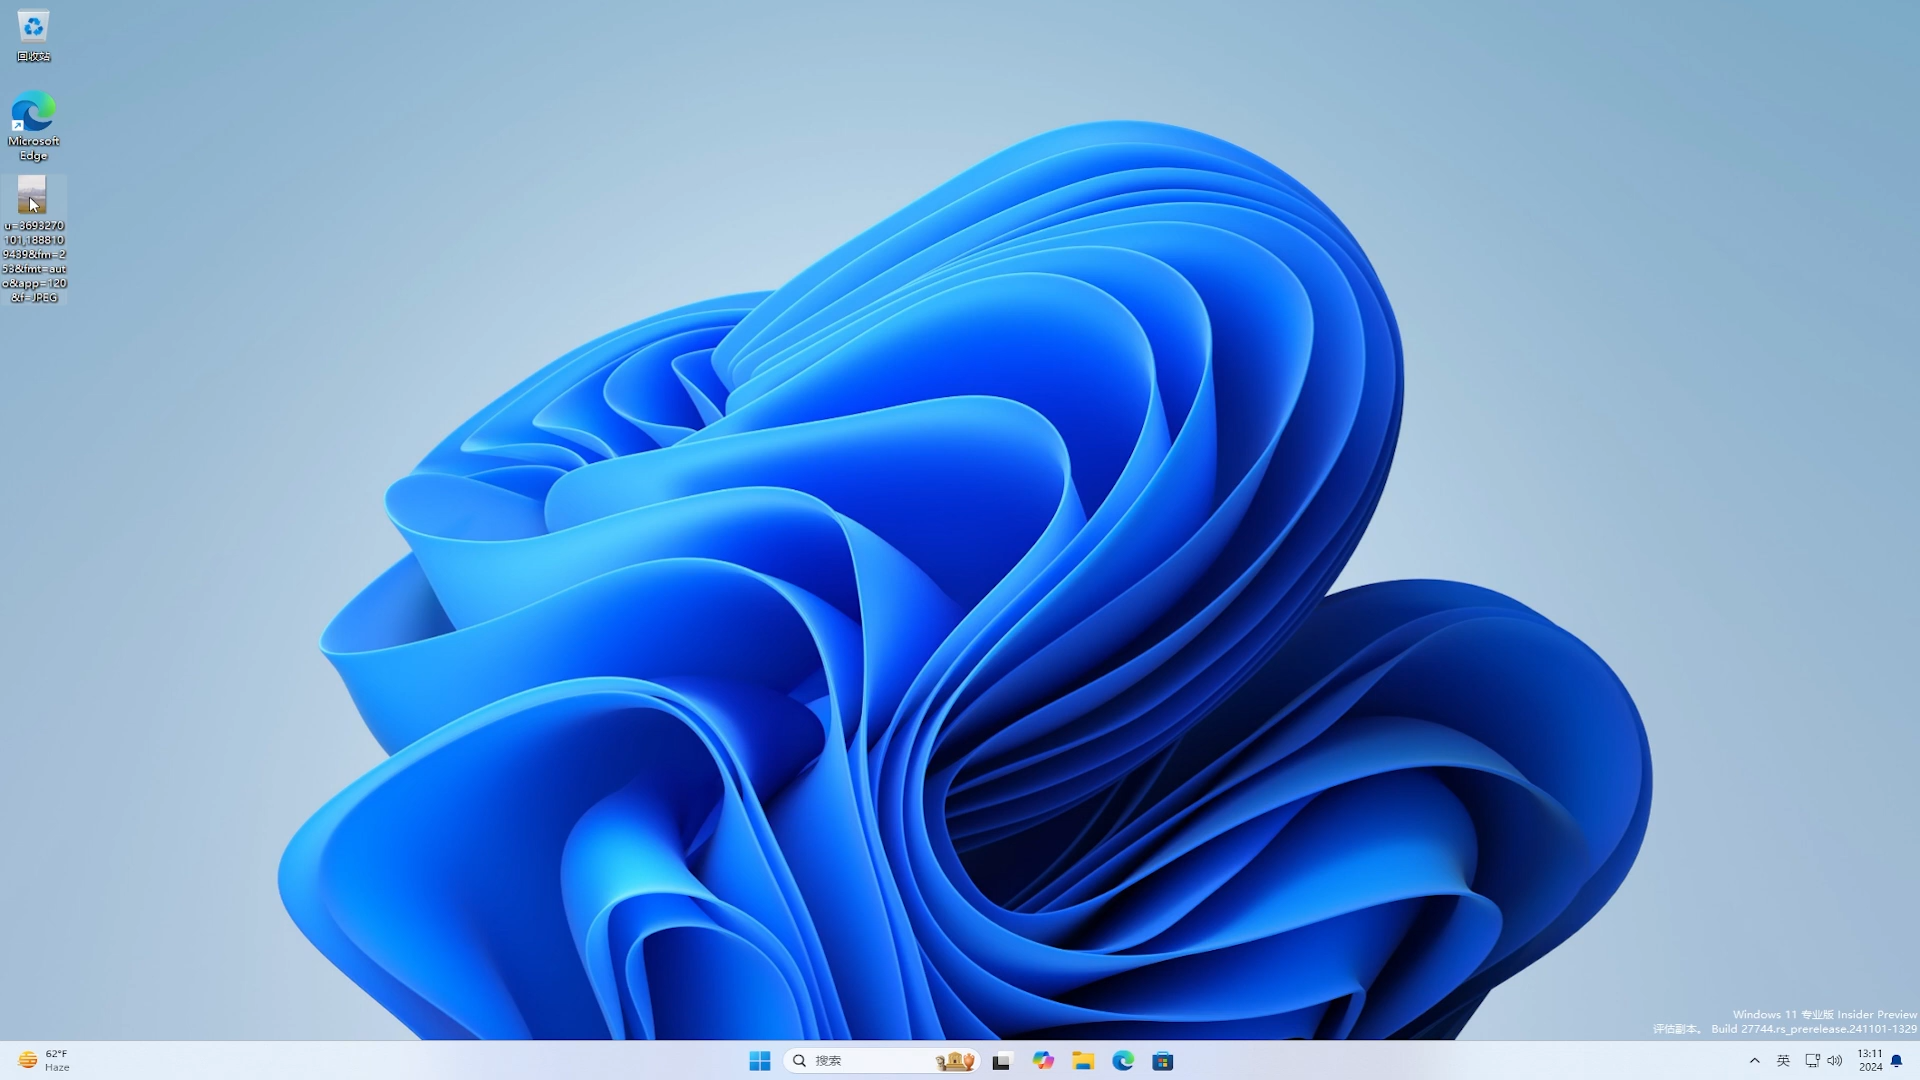 回收站
Microsoft
Edge
u=3693270
101,188810
9439&fm=2
53&fmt=aut
o&app=120
&f=JPEG
Windows 11 专业版 Insider Preview
评估副本。 Build 27744.rs_prerelease.241101-1329
62°F
Haze
搜索
英
13:11
2024